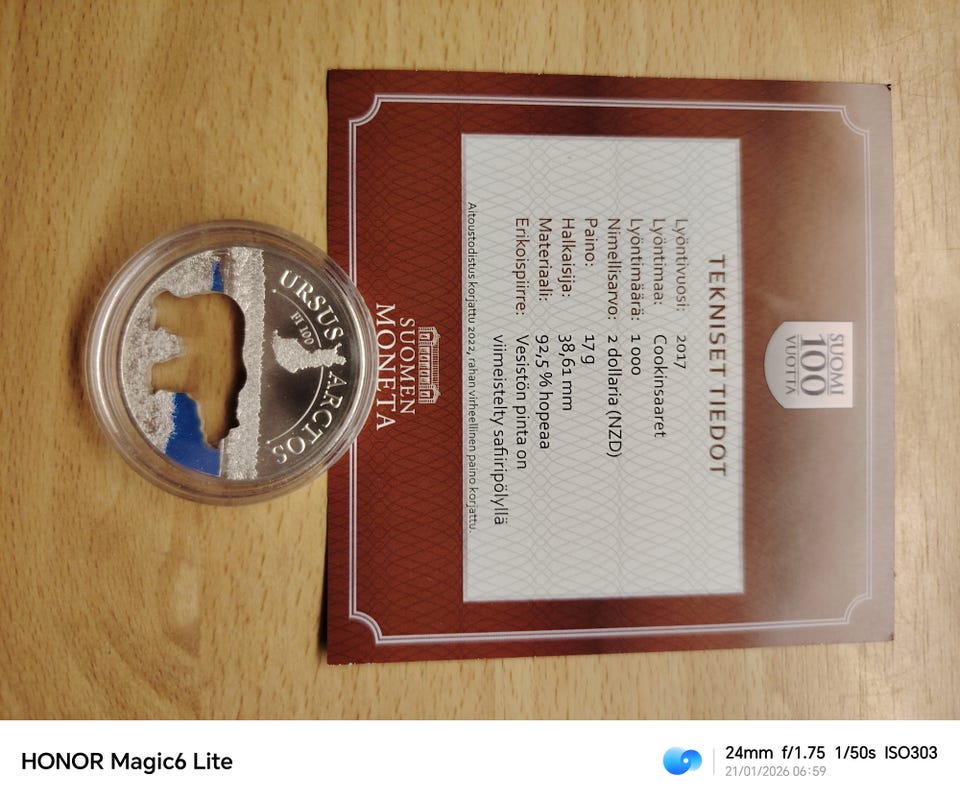 SUOMI
100
VUOTTA
TEKNISET TIEDOT
Lyöntivuosi: 2017
Lyöntimaa: Cookinsaaret
Lyöntimäärä: 1 000
Nimellisarvo: 2 dollaria (NZD)
Paino: 17 g
Halkaisija: 38,61 mm
Materiaali: 92,5 % hopeaa
Erikoispiirre: Vesistön pinta on
viimeistelty safiiripölyllä
Aitoustodistus korjattu 2022, rahan virheellinen paino korjattu.
SUOMEN
MONETA
URSUS ARCTOS
FI 100
HONOR Magic6 Lite
24mm f/1.75 1/50s ISO303
21/01/2026 06:59